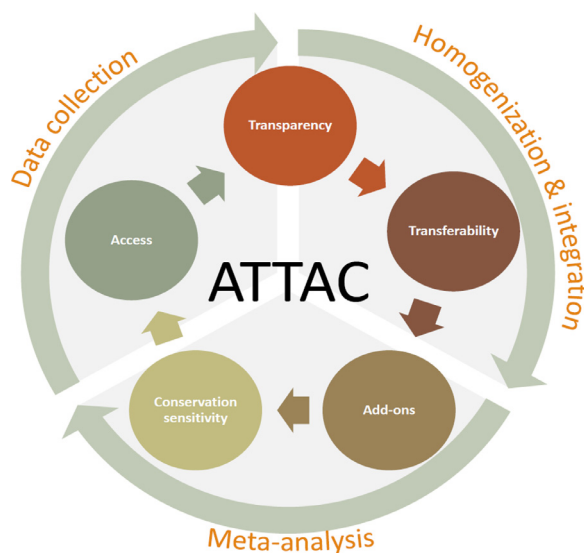 Data collection
Homogenization & integration
Transparency
Access
Transferability
ATTAC
Conservation
sensitivity
Add-ons
Meta-analysis